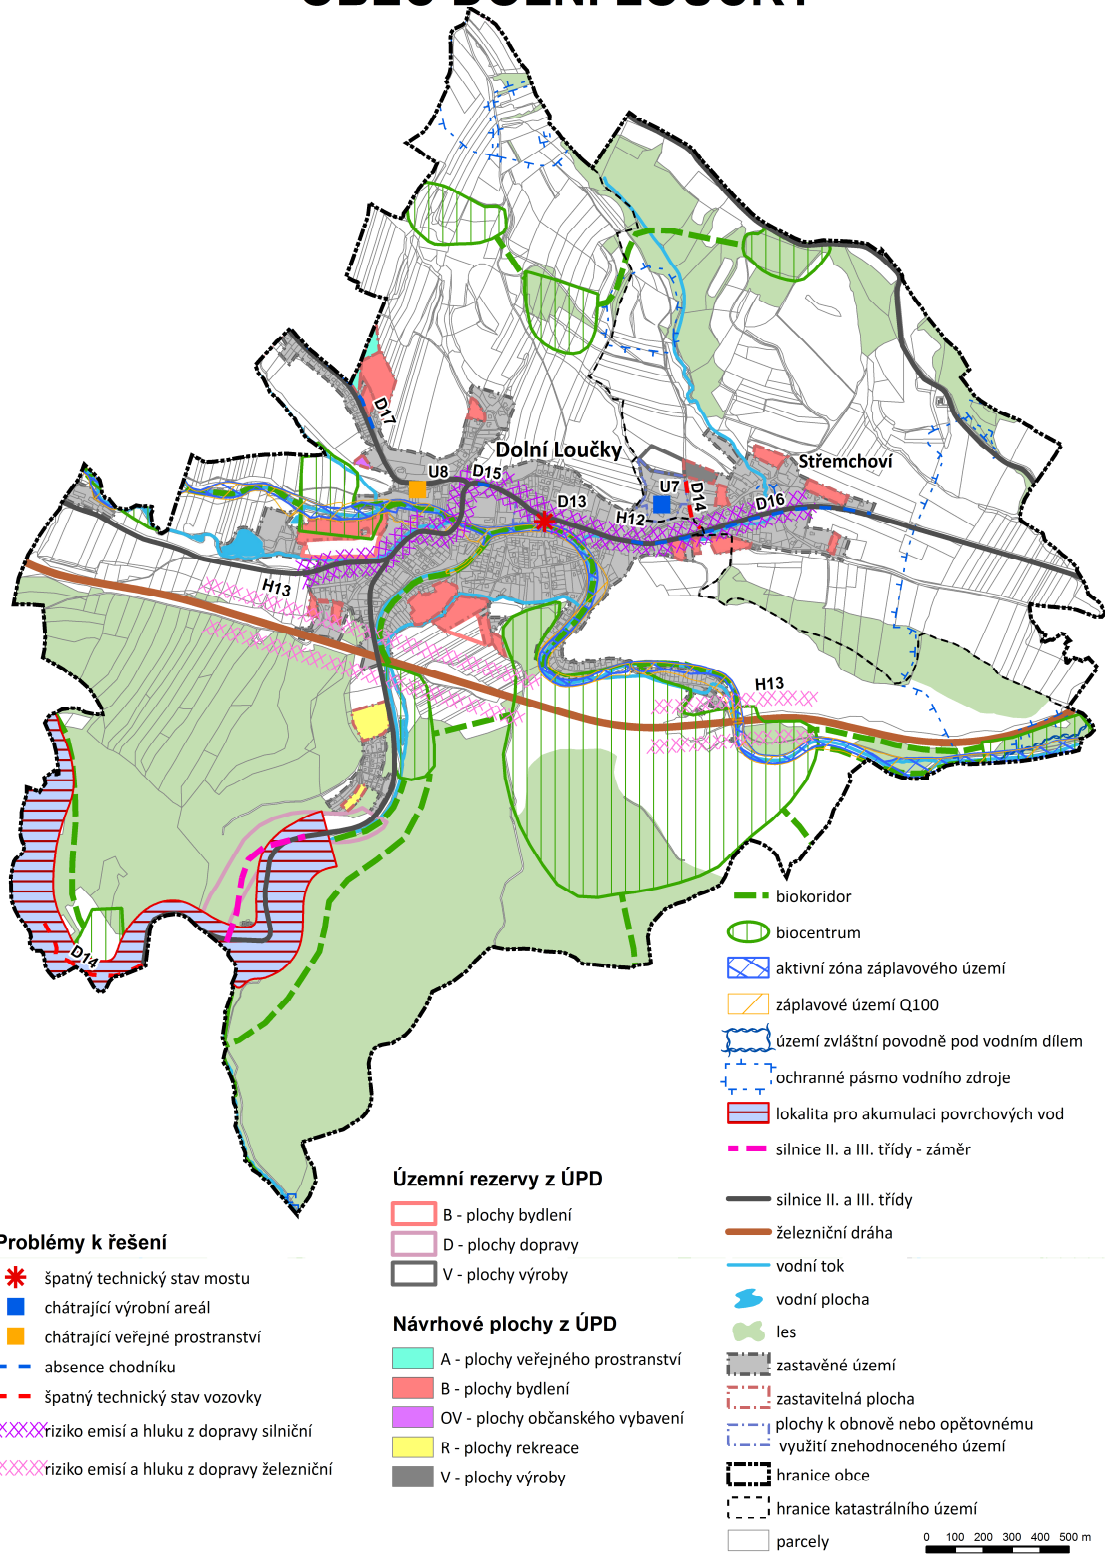 OBEC DOLNÍ LOUČKY
D17
Dolní Loučky
Střemchoví
U8
D15
U7
D14
D13
D16
H12
H13
H13
D14
biokoridor
biocentrum
aktivní zóna záplavového území
záplavové území Q100
území zvláštní povodně pod vodním dílem
ochranné pásmo vodního zdroje
lokalita pro akumulaci povrchových vod
silnice II. a III. třídy - záměr
silnice II. a III. třídy
železniční dráha
vodní tok
vodní plocha
les
zastavěné území
zastavitelná plocha
plochy k obnově nebo opětovnému
využití znehodnoceného území
hranice obce
hranice katastrálního území
parcely
Územní rezervy z ÚPD
B - plochy bydlení
D - plochy dopravy
V - plochy výroby
Návrhové plochy z ÚPD
A - plochy veřejného prostranství
B - plochy bydlení
OV - plochy občanského vybavení
R - plochy rekreace
V - plochy výroby
Problémy k řešení
špatný technický stav mostu
chátrající výrobní areál
chátrající veřejné prostranství
absence chodníku
špatný technický stav vozovky
riziko emisí a hluku z dopravy silniční
riziko emisí a hluku z dopravy železniční
0 100 200 300 400 500 m